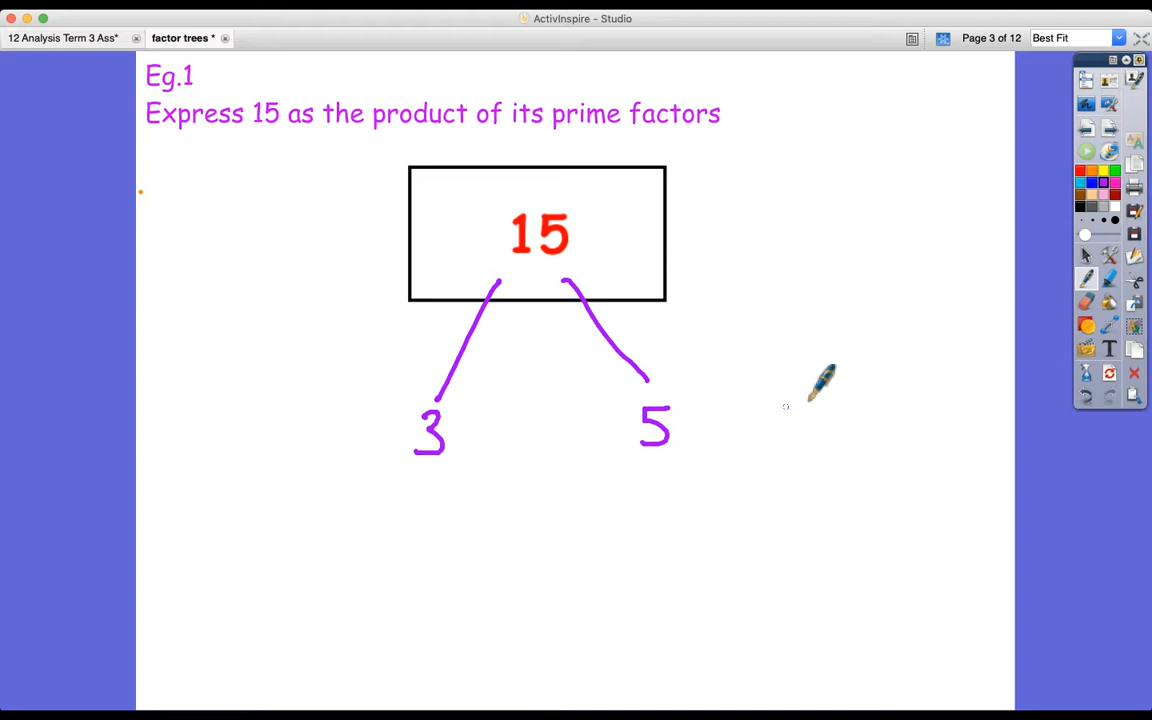 ActivInspire - Studio
12 Analysis Term 3 Ass*
factor trees *
Page 3 of 12
Best Fit
Eg.1
Express 15 as the product of its prime factors
15
3 5